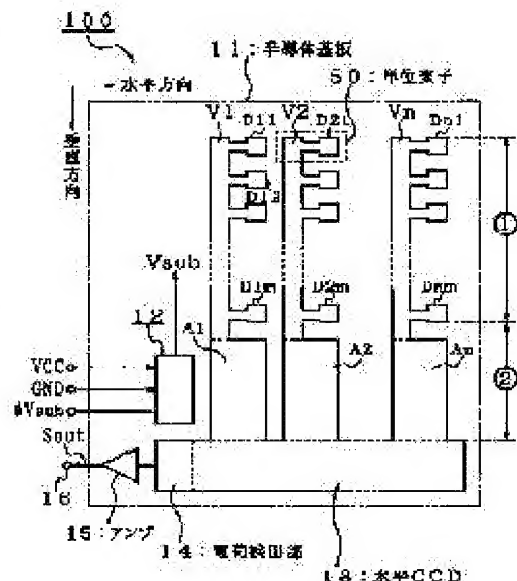 100
11：半導体基板
→水平方向
50：単位素子
垂直方向
V1 D11 V2 D21 Vn Dn1
D12
①
Vsub
D1m D2m Dnm
12
A1 A2 An
②
VCC
GND
φVsub
Sout
16
15：アンプ
14：電荷検出部
13：水平CCD